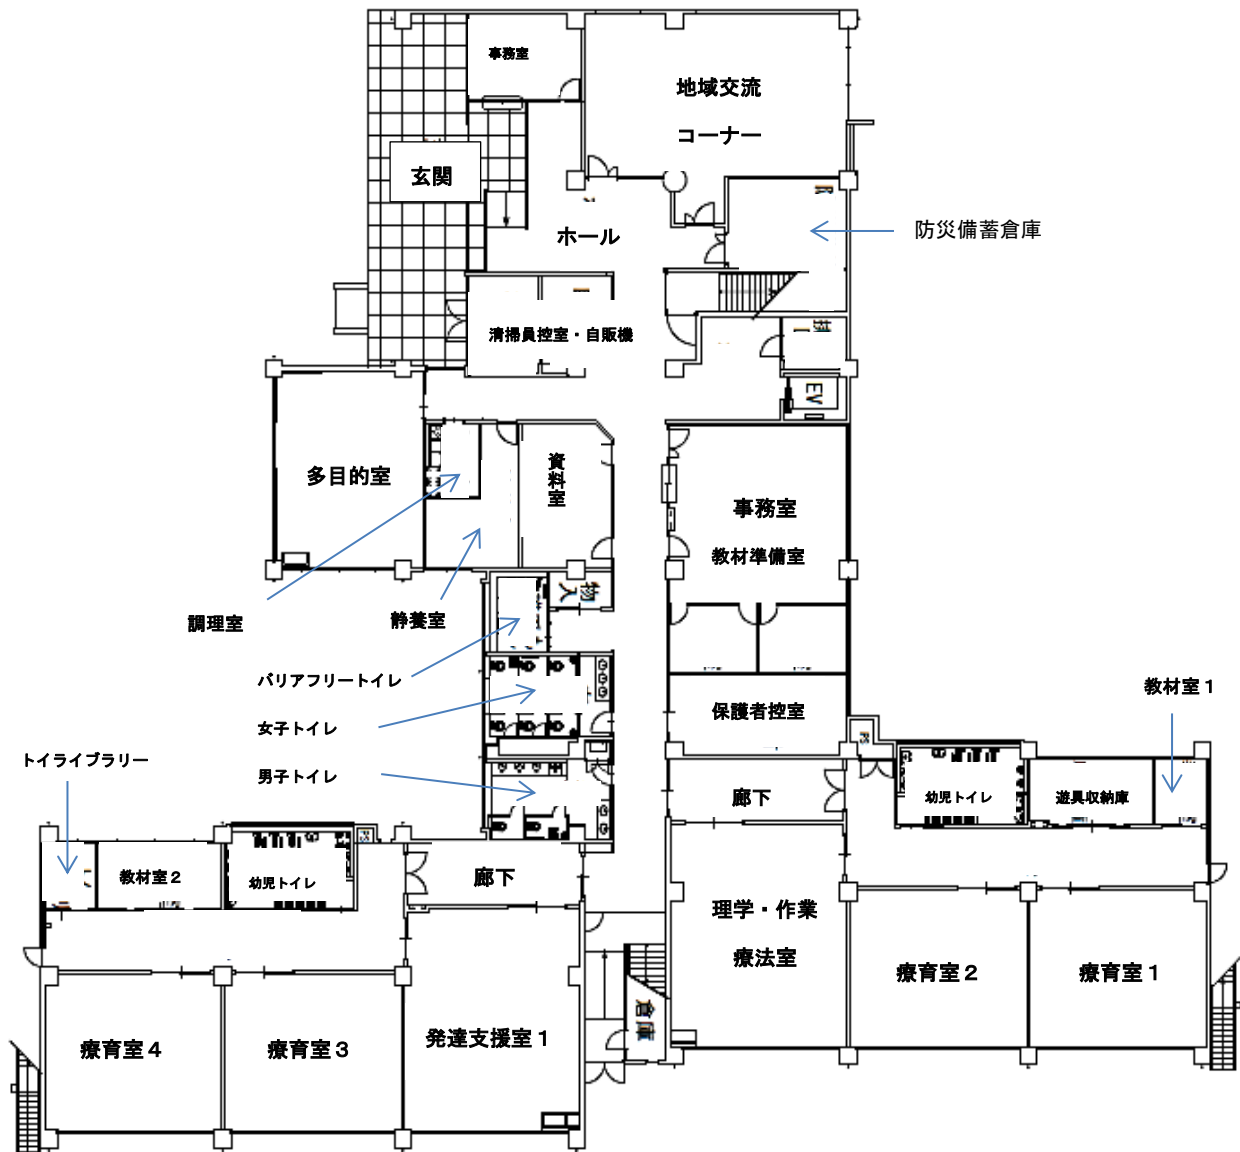 事務室
地域交流
コーナー
玄関
ホール
防災備蓄倉庫
清掃員控室・自販機
EV
多目的室
資料室
事務室
教材準備室
物入
調理室
静養室
バリアフリートイレ
女子トイレ
男子トイレ
保護者控室
教材室１
トイライブラリー
PS
廊下
幼児トイレ
遊具収納庫
PS
教材室２
幼児トイレ
廊下
理学・作業
療法室
療育室２
療育室１
倉庫
療育室４
療育室３
発達支援室１